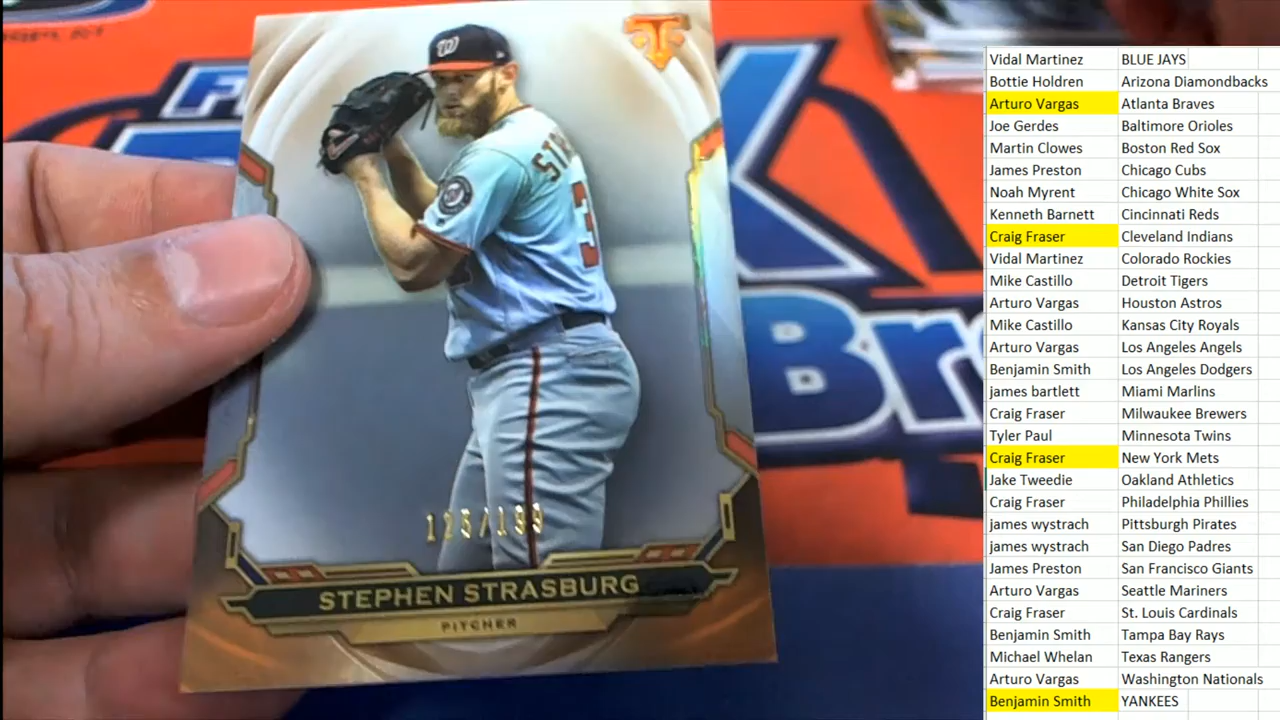 W
STEPHEN STRASBURG
PITCHER
Br
Vidal Martinez BLUE JAYS
Bottie Holdren Arizona Diamondbacks
Arturo Vargas Atlanta Braves
Joe Gerdes Baltimore Orioles
Martin Clowes Boston Red Sox
James Preston Chicago Cubs
Noah Myrent Chicago White Sox
Kenneth Barnett Cincinnati Reds
Craig Fraser Cleveland Indians
Vidal Martinez Colorado Rockies
Mike Castillo Detroit Tigers
Arturo Vargas Houston Astros
Mike Castillo Kansas City Royals
Arturo Vargas Los Angeles Angels
Benjamin Smith Los Angeles Dodgers
james bartlett Miami Marlins
Craig Fraser Milwaukee Brewers
Tyler Paul Minnesota Twins
Craig Fraser New York Mets
Jake Tweedie Oakland Athletics
Craig Fraser Philadelphia Phillies
james wystrach Pittsburgh Pirates
james wystrach San Diego Padres
James Preston San Francisco Giants
Arturo Vargas Seattle Mariners
Craig Fraser St. Louis Cardinals
Benjamin Smith Tampa Bay Rays
Michael Whelan Texas Rangers
Arturo Vargas Washington Nationals
Benjamin Smith YANKEES